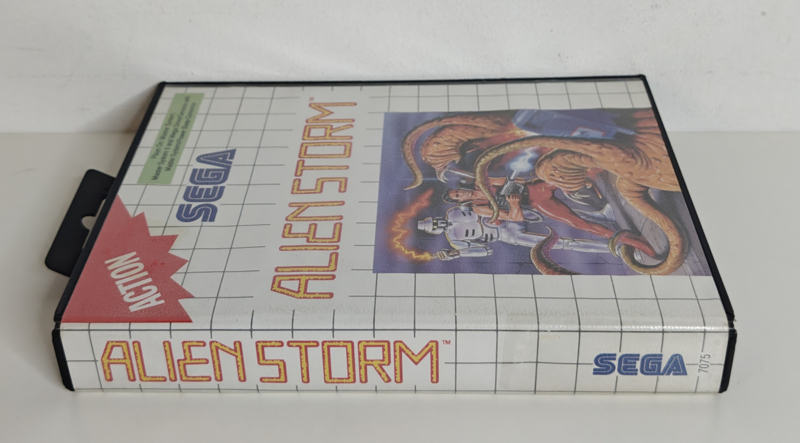 SEGA
ALIEN STORM™
ACTION
ALIEN STORM™
SEGA
7075